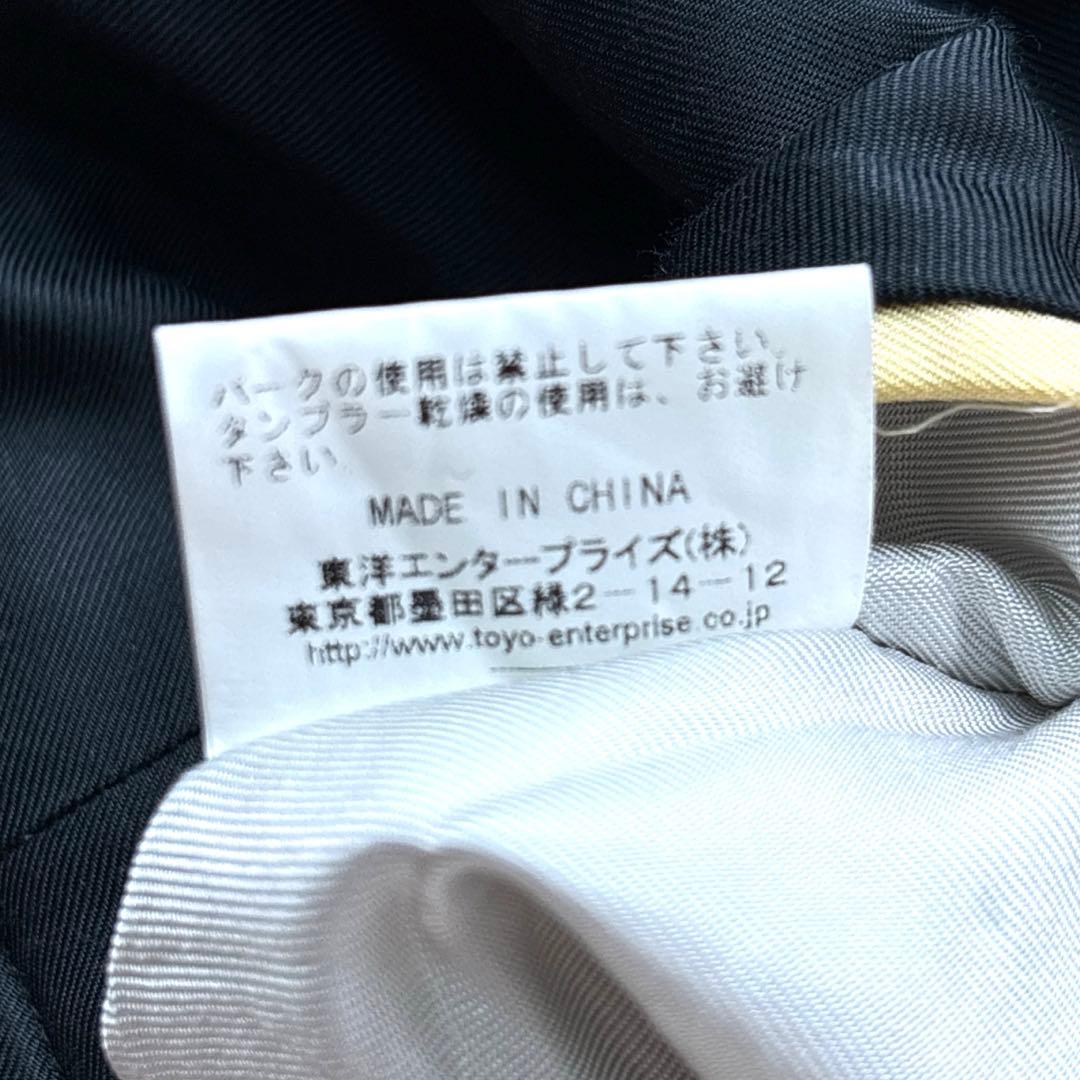 パークの使用は禁止して下さい。
タンブラー乾燥の使用は、お避け
下さい
MADE IN CHINA
東洋エンタープライズ(株)
東京都墨田区緑2-14-12
http://www.toyo-enterprise.co.jp